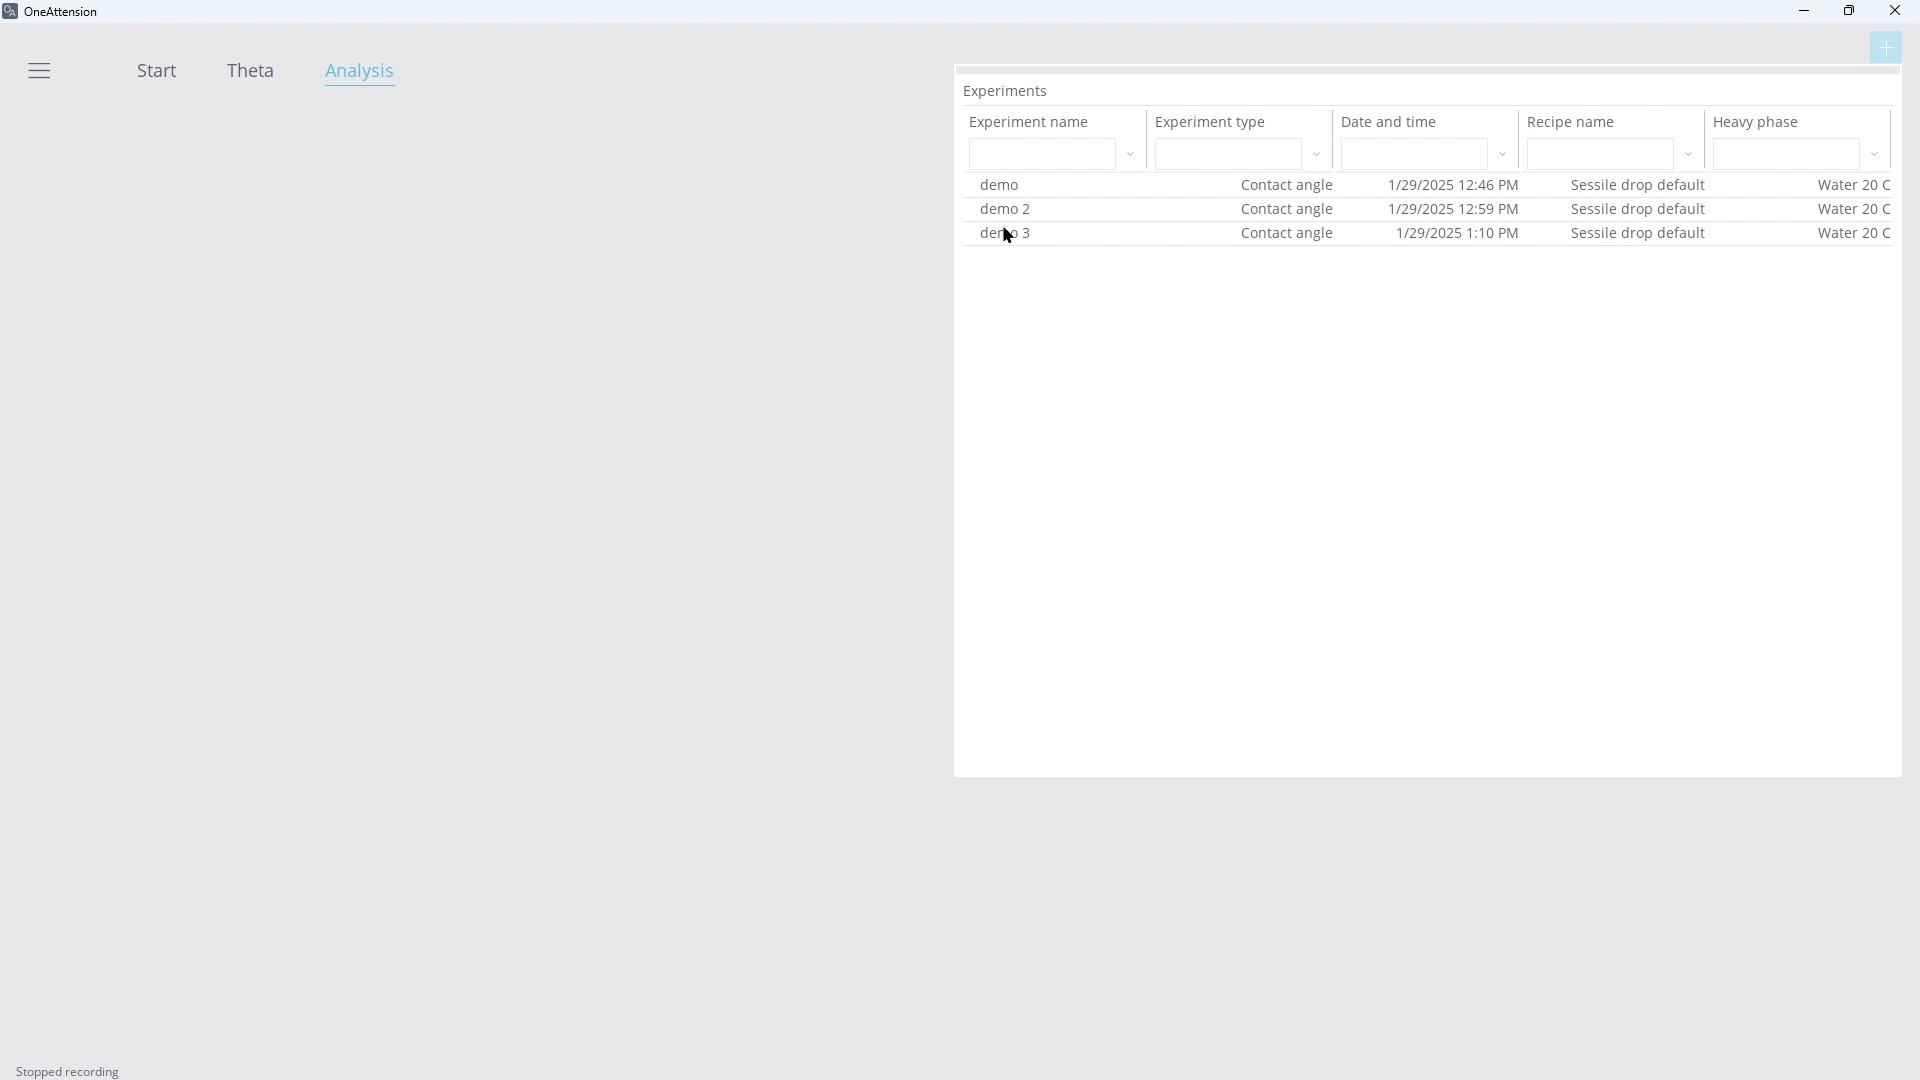 OneAttension
Start Theta Analysis
Experiments
Experiment name Experiment type Date and time Recipe name Heavy phase
demo Contact angle 1/29/2025 12:46 PM Sessile drop default Water 20 C
demo 2 Contact angle 1/29/2025 12:59 PM Sessile drop default Water 20 C
demo 3 Contact angle 1/29/2025 1:10 PM Sessile drop default Water 20 C
Stopped recording